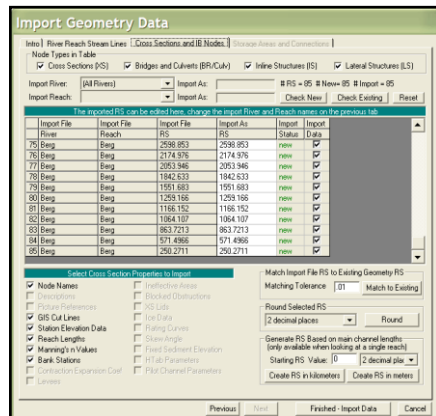 Import Geometry Data
Intro | River Reach Stream Lines | Cross Sections and IB Nodes | Storage Areas and Connections
Node Types in Table
Cross Sections (XS) Bridges and Culverts (BR/Culv) Inline Structures (IS) Lateral Structures (LS)
Import River: (All Rivers) Import As: # RS = 85 # New= 85 # Import = 85
Import Reach: Import As: Check New Check Existing Reset
The imported RS can be edited here, change the import River and Reach names on the previous tab
Import File Import File Import File Import As Import Import
River Reach RS RS Status Data
75 Berg Berg 2598.853 2598.853 new
76 Berg Berg 2174.976 2174.976 new
77 Berg Berg 2053.946 2053.946 new
78 Berg Berg 1842.633 1842.633 new
79 Berg Berg 1551.683 1551.683 new
80 Berg Berg 1259.166 1259.166 new
81 Berg Berg 1166.152 1166.152 new
82 Berg Berg 1064.107 1064.107 new
83 Berg Berg 863.7213 863.7213 new
84 Berg Berg 571.4966 571.4966 new
85 Berg Berg 250.2711 250.2711 new
Select Cross Section Properties to Import
Node Names Ineffective Areas
Descriptions Blocked Obstructions
Picture References XS Lids
GIS Cut Lines Ice Data
Station Elevation Data Rating Curves
Reach Lengths Skew Angle
Manning's n Values Fixed Sediment Elevation
Bank Stations HTab Parameters
Contraction Expansion Coef Pilot Channel Parameters
Levees
Match Import File RS to Existing Geometry RS
Matching Tolerance .01 Match to Existing
Round Selected RS
2 decimal places Round
Generate RS Based on main channel lengths
(only available when looking at a single reach)
Starting RS Value: 0 2 decimal plac
Create RS in kilometers Create RS in meters
Previous Next Finished - Import Data Cancel